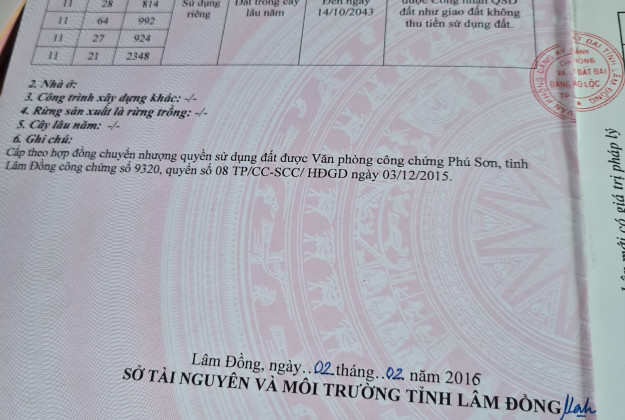 11 28 814 Sử dụng riêng Đất trồng cây lâu năm Đến ngày 14/10/2043 được Công nhận QSD đất như giao đất không thu tiền sử dụng đất.
11 64 992
11 27 924
11 21 2348
2. Nhà ở:
3. Công trình xây dựng khác: -/-
4. Rừng sản xuất là rừng trồng: -/-
5. Cây lâu năm: -/-
6. Ghi chú:
Cấp theo hợp đồng chuyển nhượng quyền sử dụng đất được Văn phòng công chứng Phú Sơn, tỉnh
Lâm Đồng công chứng số 9320, quyển số 08 TP/CC-SCC/ HĐGD ngày 03/12/2015.
Lâm Đồng, ngày..02 tháng..02 năm 2016
SỞ TÀI NGUYÊN VÀ MÔI TRƯỜNG TỈNH LÂM ĐỒNG
có giá trị pháp lý